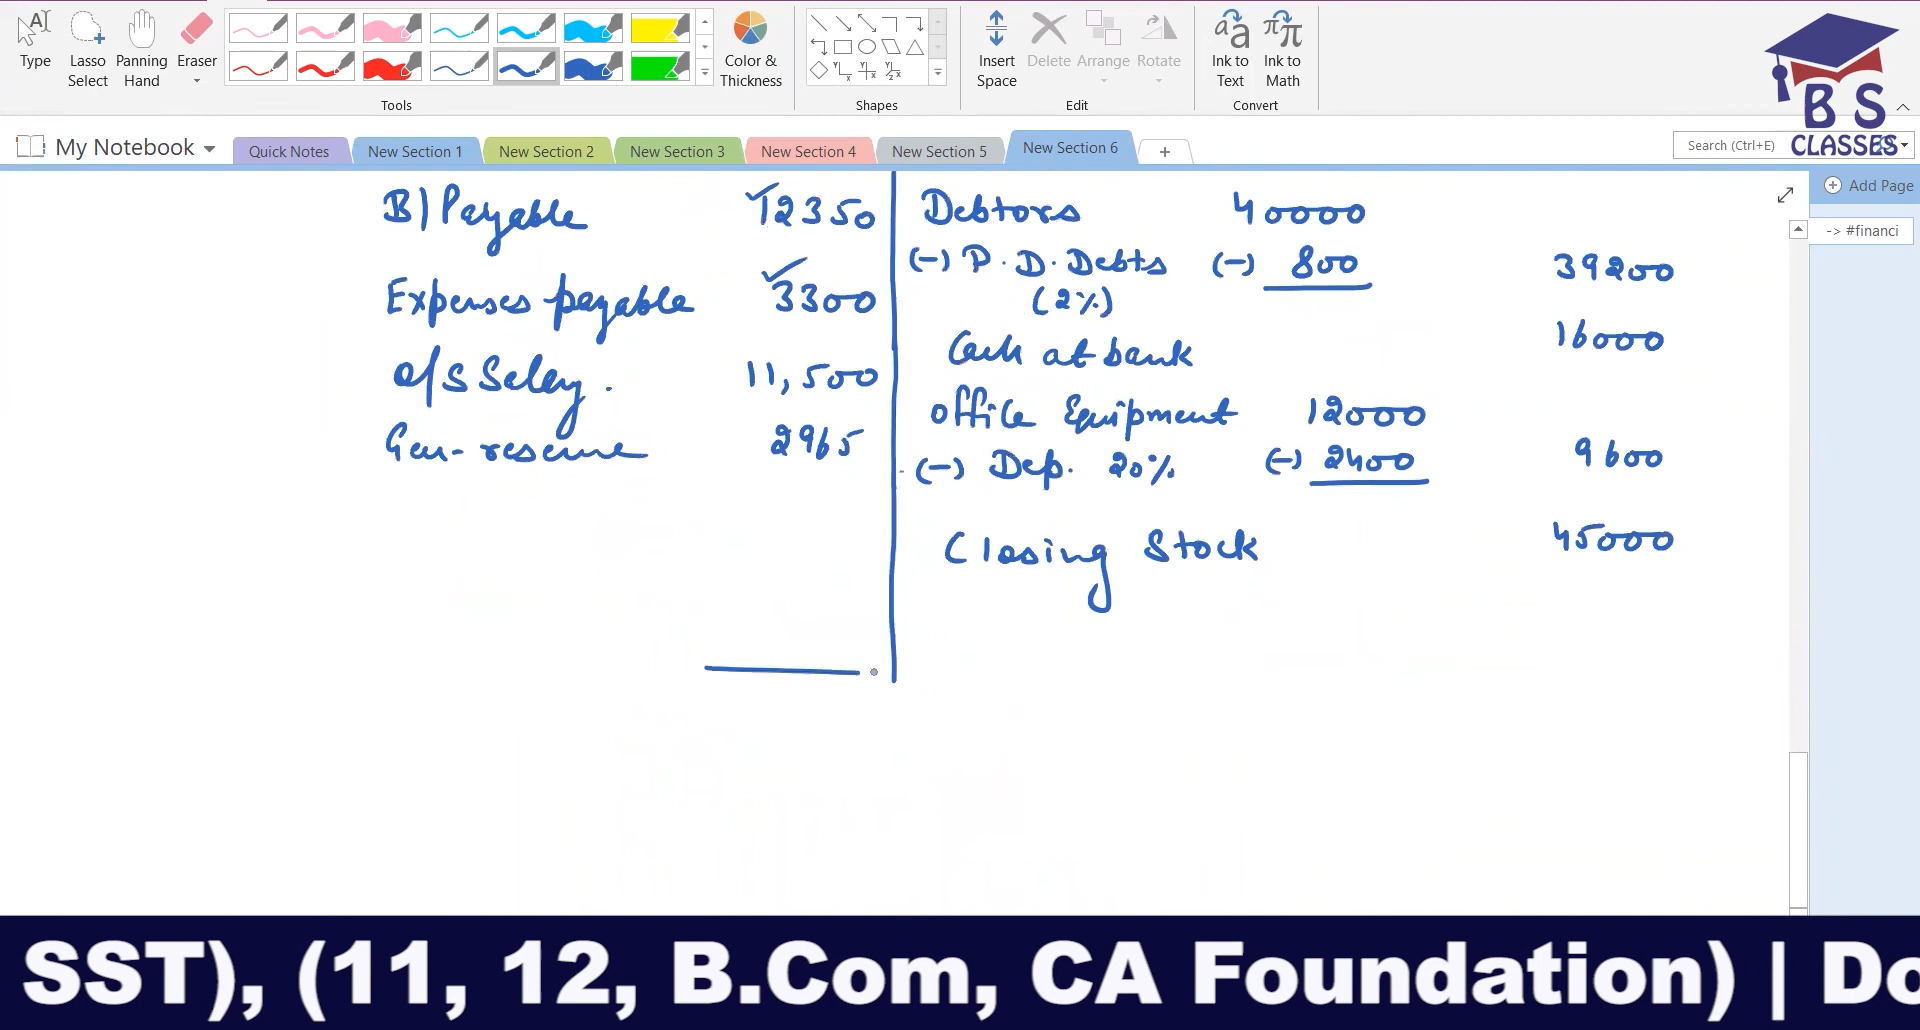 Type
Lasso Select
Panning Hand
Eraser
Color & Thickness
Insert Space
Delete
Arrange
Rotate
Ink to Text
Ink to Math
Tools
Shapes
Edit
Convert
BS
CLASSES
My Notebook
Quick Notes
New Section 1
New Section 2
New Section 3
New Section 4
New Section 5
New Section 6
+
Search (Ctrl+E)
Add Page
-> #financi
B/Payable 12350
Expenses payable 3300
o/s Salary. 11,500
Gen-reserve 2965
Debtors 40000
(-) P.D.Debts (-) 800 39200
(2%)
Cash at bank 16000
office Equipment 12000
(-) Dep. 20% (-) 2400 9600
Closing Stock 45000
SST), (11, 12, B.Com, CA Foundation) | Do